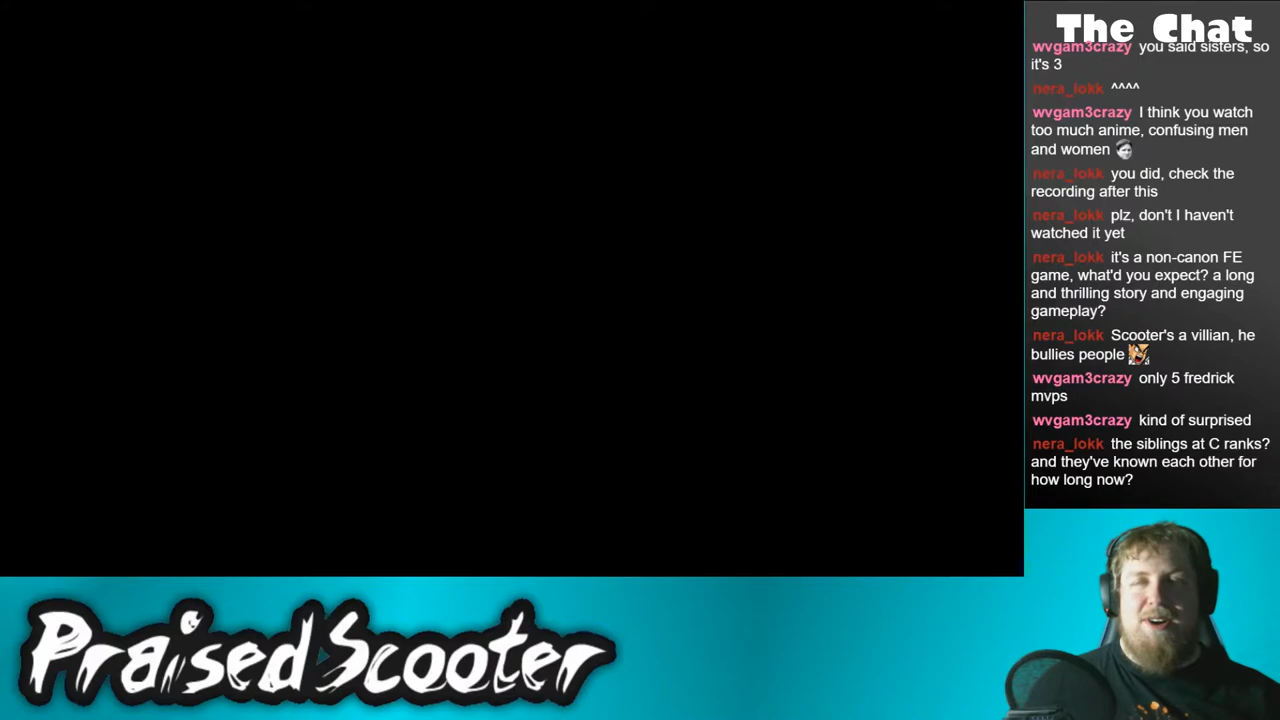 The Chat
wvgam3crazy you said sisters, so
it's 3
nera_lokk ^^^^
wvgam3crazy I think you watch
too much anime, confusing men
and women
nera_lokk you did, check the
recording after this
nera_lokk plz, don't I haven't
watched it yet
nera_lokk it's a non-canon FE
game, what'd you expect? a long
and thrilling story and engaging
gameplay?
nera_lokk Scooter's a villian, he
bullies people
wvgam3crazy only 5 fredrick
mvps
wvgam3crazy kind of surprised
nera_lokk the siblings at C ranks?
and they've known each other for
how long now?
PraisedScooter